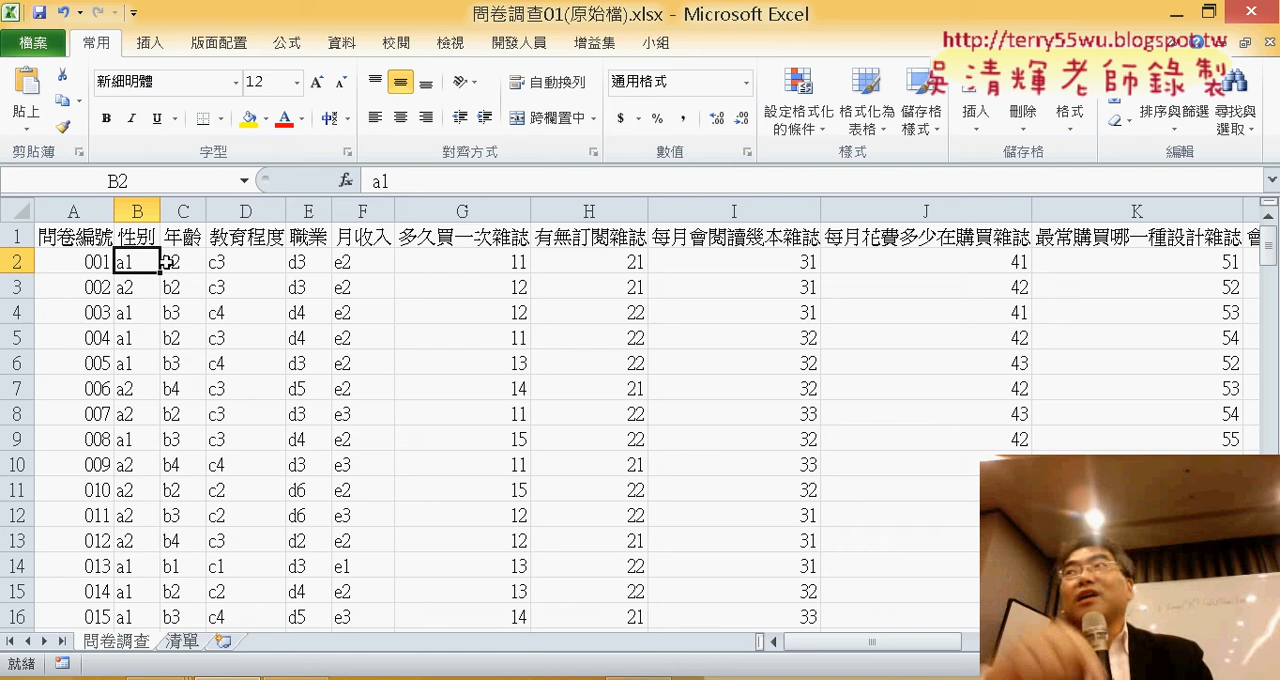 問卷調查01(原始檔).xlsx - Microsoft Excel
檔案 常用 插入 版面配置 公式 資料 校閱 檢視 開發人員 增益集 小組
http://terry55wu.blogspot.tw
吳清輝老師錄製
新細明體 12 自動換列 通用格式
貼上 跨欄置中 設定格式化的條件 格式化為表格 儲存格樣式 插入 刪除 格式 排序與篩選 尋找與選取
剪貼簿 字型 對齊方式 數值 樣式 儲存格 編輯
B2 fx a1
A B C D E F G H I J K
1 問卷編號 性別 年齡 教育程度 職業 月收入 多久買一次雜誌 有無訂閱雜誌 每月會閱讀幾本雜誌 每月花費多少在購買雜誌 最常購買哪一種設計雜誌 會
2 001 a1 2 c3 d3 e2 11 21 31 41 51
3 002 a2 b2 c3 d3 e2 12 21 31 42 52
4 003 a1 b3 c4 d4 e2 12 22 31 41 53
5 004 a1 b2 c3 d4 e2 11 22 32 42 54
6 005 a1 b3 c4 d3 e2 13 22 32 43 52
7 006 a2 b4 c3 d5 e2 14 21 32 42 53
8 007 a2 b2 c3 d3 e3 11 22 33 43 54
9 008 a1 b3 c3 d4 e2 15 22 32 42 55
10 009 a2 b4 c4 d3 e3 11 21 33
11 010 a2 b2 c2 d6 e2 15 22 32
12 011 a2 b3 c2 d6 e3 12 22 31
13 012 a2 b4 c3 d2 e2 12 21 31
14 013 a1 b1 c1 d3 e1 13 22 31
15 014 a1 b2 c2 d4 e2 13 22 32
16 015 a1 b3 c4 d5 e3 14 21 33
問卷調查 清單
就緒